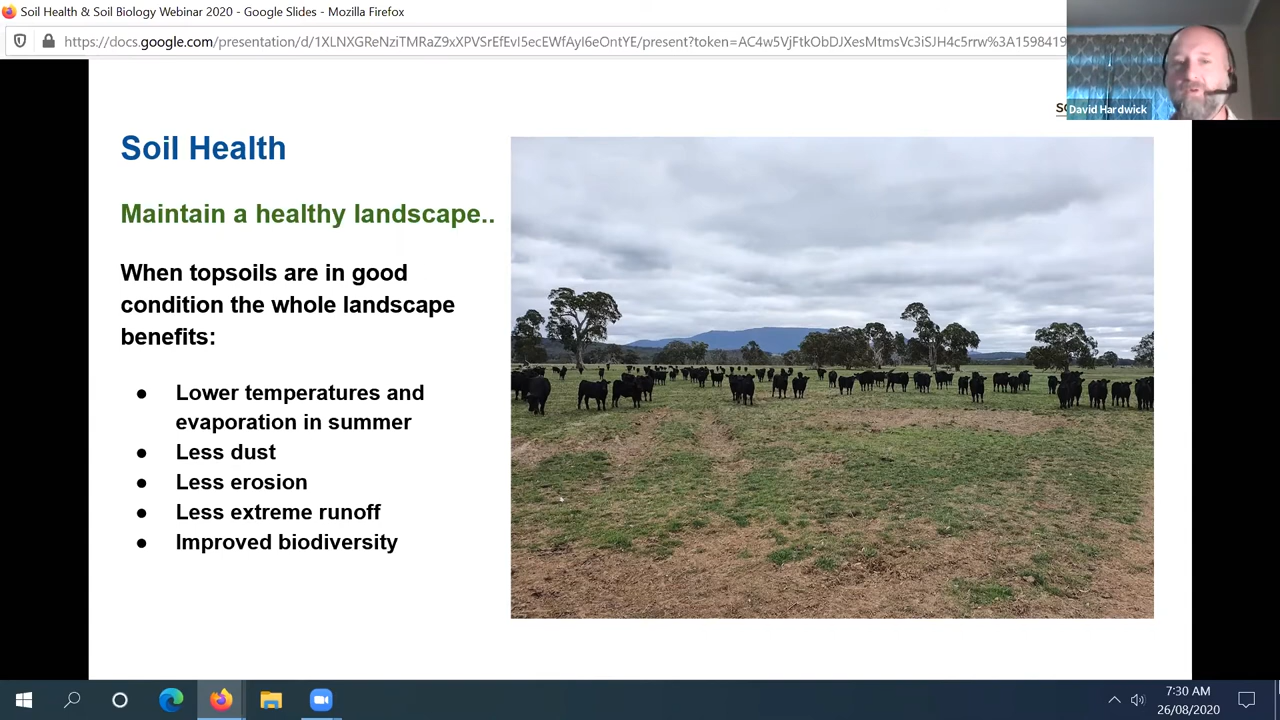 Soil Health & Soil Biology Webinar 2020 - Google Slides - Mozilla Firefox
https://docs.google.com/presentation/d/1XLNXGReNziTMRaZ9xXPVSrEfEvI5ecEWfAyI6eOntYE/present?token=AC4w5VjFtkObDJXesMtmsVc3iSJH4c5rrw%3A1598419
David Hardwick
Soil Health
Maintain a healthy landscape..
When topsoils are in good
condition the whole landscape
benefits:
● Lower temperatures and
evaporation in summer
● Less dust
● Less erosion
● Less extreme runoff
● Improved biodiversity
7:30 AM
26/08/2020